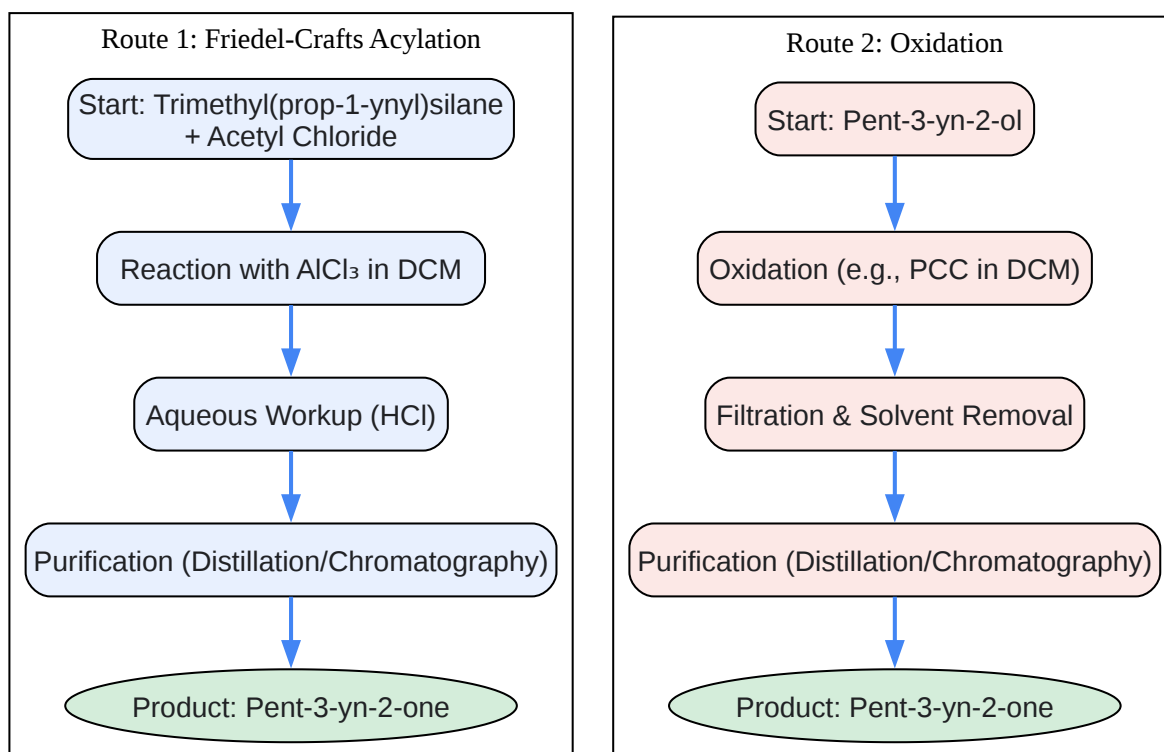 Route 1: Friedel-Crafts Acylation
Start: Trimethyl(prop-1-ynyl)silane
+ Acetyl Chloride
Reaction with AlCl₃ in DCM
Aqueous Workup (HCl)
Purification (Distillation/Chromatography)
Product: Pent-3-yn-2-one
Route 2: Oxidation
Start: Pent-3-yn-2-ol
Oxidation (e.g., PCC in DCM)
Filtration & Solvent Removal
Purification (Distillation/Chromatography)
Product: Pent-3-yn-2-one